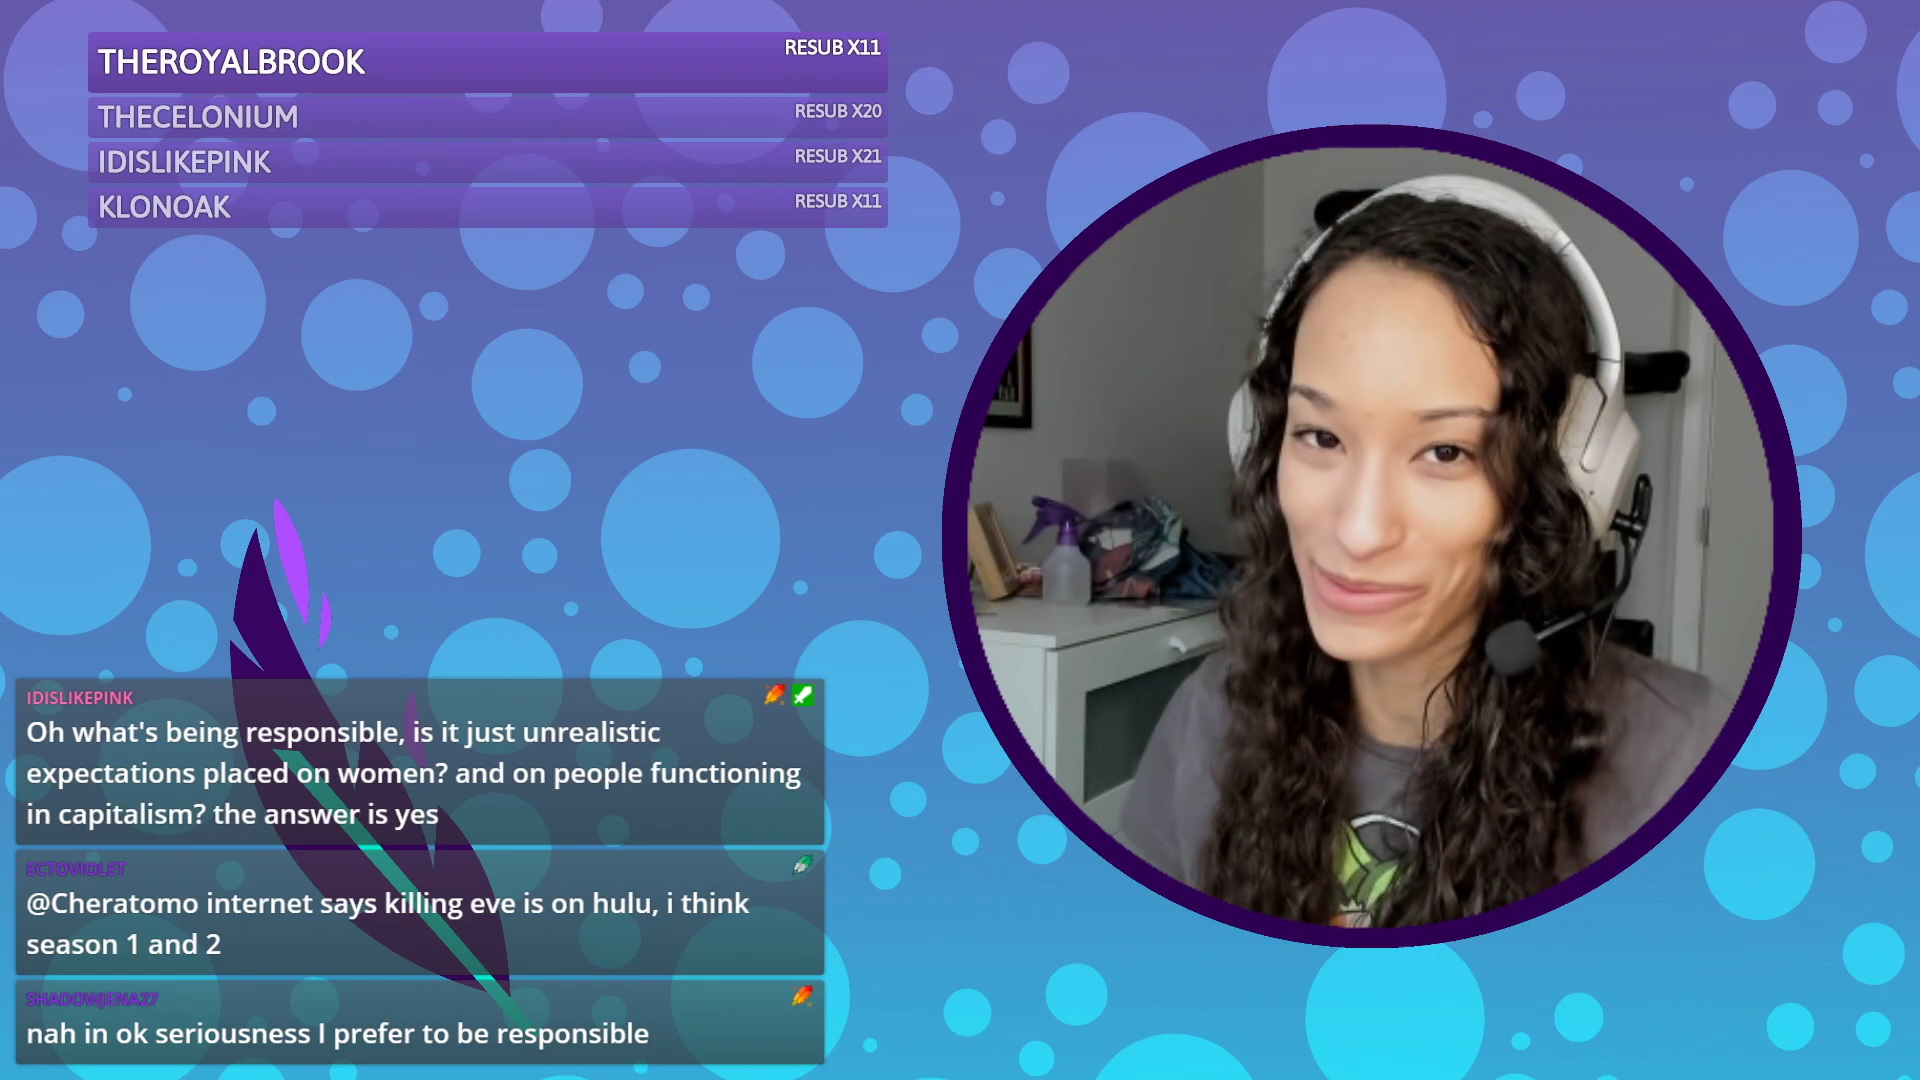 THEROYALBROOK RESUB X11
THECELONIUM RESUB X20
IDISLIKEPINK RESUB X21
KLONOAK RESUB X11
IDISLIKEPINK
Oh what's being responsible, is it just unrealistic
expectations placed on women? and on people functioning
in capitalism? the answer is yes
ECTOVIOLET
@Cheratomo internet says killing eve is on hulu, i think
season 1 and 2
SHADOWJENA27
nah in ok seriousness I prefer to be responsible